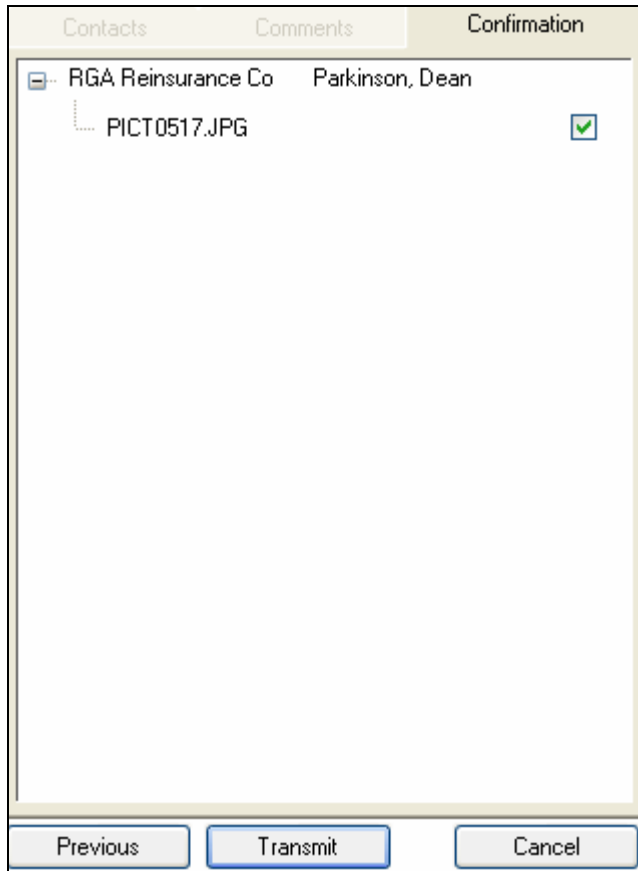 Contacts Comments Confirmation
RGA Reinsurance Co Parkinson, Dean
PICT0517.JPG
Previous Transmit Cancel